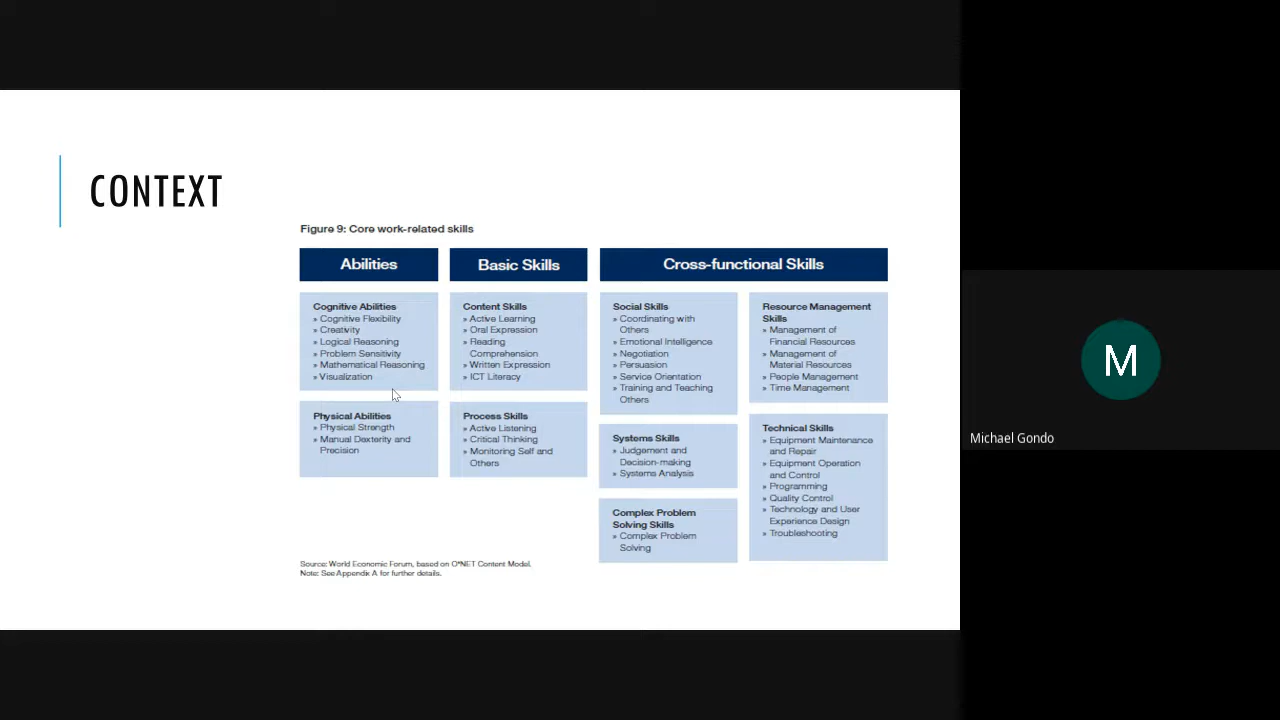 CONTEXT
Figure 9: Core work-related skills
Abilities
Cognitive Abilities
» Cognitive Flexibility
» Creativity
» Logical Reasoning
» Problem Sensitivity
» Mathematical Reasoning
» Visualization
Physical Abilities
» Physical Strength
» Manual Dexterity and
Precision
Basic Skills
Content Skills
» Active Learning
» Oral Expression
» Reading
Comprehension
» Written Expression
» ICT Literacy
Process Skills
» Active Listening
» Critical Thinking
» Monitoring Self and
Others
Cross-functional Skills
Social Skills
» Coordinating with
Others
» Emotional Intelligence
» Negotiation
» Persuasion
» Service Orientation
» Training and Teaching
Others
Systems Skills
» Judgement and
Decision-making
» Systems Analysis
Complex Problem
Solving Skills
» Complex Problem
Solving
Resource Management
Skills
» Management of
Financial Resources
» Management of
Material Resources
» People Management
» Time Management
Technical Skills
» Equipment Maintenance
and Repair
» Equipment Operation
and Control
» Programming
» Quality Control
» Technology and User
Experience Design
» Troubleshooting
Source: World Economic Forum, based on O*NET Content Model.
Note: See Appendix A for further details.
M
Michael Gondo